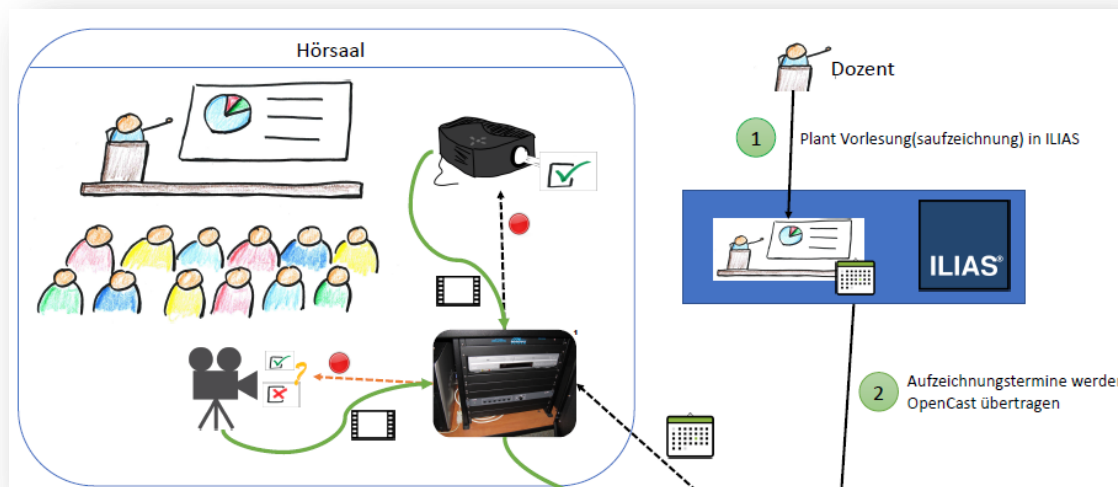 Hörsaal
Dozent
1
Plant Vorlesung(saufzeichnung) in ILIAS
ILIAS®
?
2
Aufzeichnungstermine werden
OpenCast übertragen